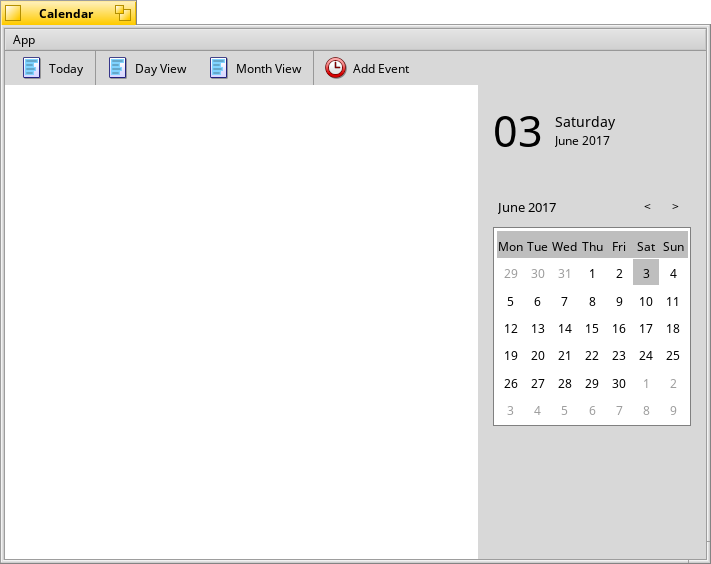 Calendar
App
Today Day View Month View Add Event
03 Saturday
June 2017
June 2017 < >
Mon Tue Wed Thu Fri Sat Sun
29 30 31 1 2 3 4
5 6 7 8 9 10 11
12 13 14 15 16 17 18
19 20 21 22 23 24 25
26 27 28 29 30 1 2
3 4 5 6 7 8 9